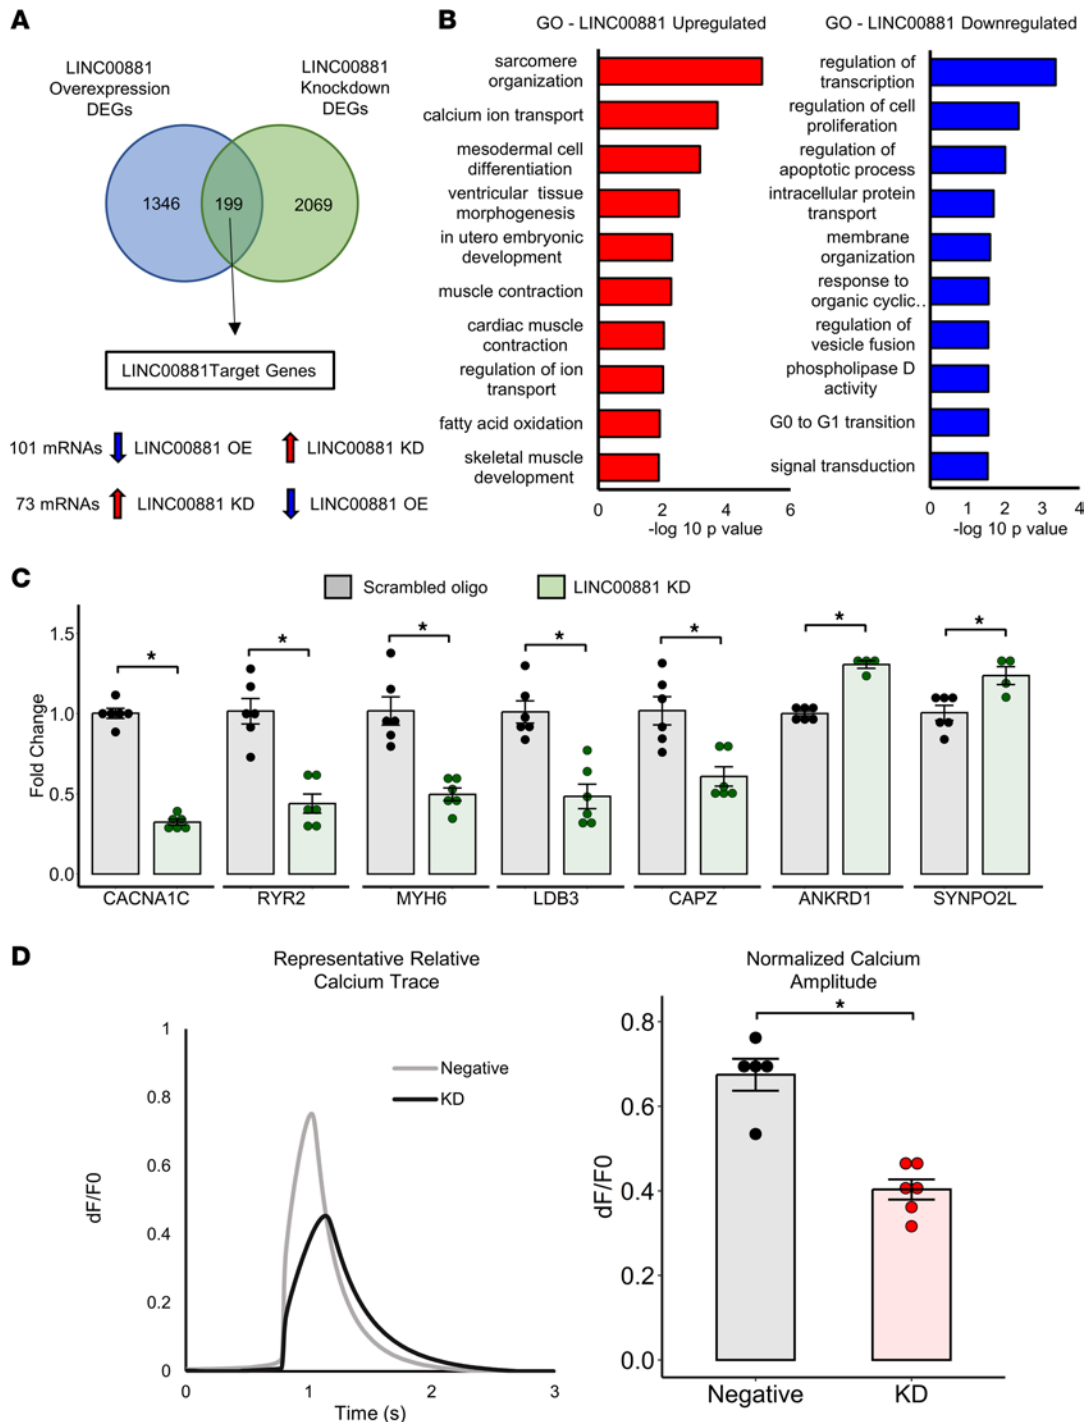 A
LINC00881
Overexpression
DEGs
LINC00881
Knockdown
DEGs
1346
199
2069
LINC00881Target Genes
101 mRNAs LINC00881 OE LINC00881 KD
73 mRNAs LINC00881 KD LINC00881 OE
B
GO - LINC00881 Upregulated
sarcomere
organization
calcium ion transport
mesodermal cell
differentiation
ventricular tissue
morphogenesis
in utero embryonic
development
muscle contraction
cardiac muscle
contraction
regulation of ion
transport
fatty acid oxidation
skeletal muscle
development
0 2 4 6
-log 10 p value
GO - LINC00881 Downregulated
regulation of
transcription
regulation of cell
proliferation
regulation of
apoptotic process
intracellular protein
transport
membrane
organization
response to
organic cyclic..
regulation of
vesicle fusion
phospholipase D
activity
G0 to G1 transition
signal transduction
0 1 2 3 4
-log 10 p value
C
Scrambled oligo
LINC00881 KD
Fold Change
1.5
1.0
0.5
0.0
* * * * * * *
CACNA1C RYR2 MYH6 LDB3 CAPZ ANKRD1 SYNPO2L
D
Representative Relative
Calcium Trace
dF/F0
1
0.8
0.6
0.4
0.2
0
Negative
KD
0 1 2 3
Time (s)
Normalized Calcium
Amplitude
*
dF/F0
0.8
0.6
0.4
0.2
0.0
Negative KD